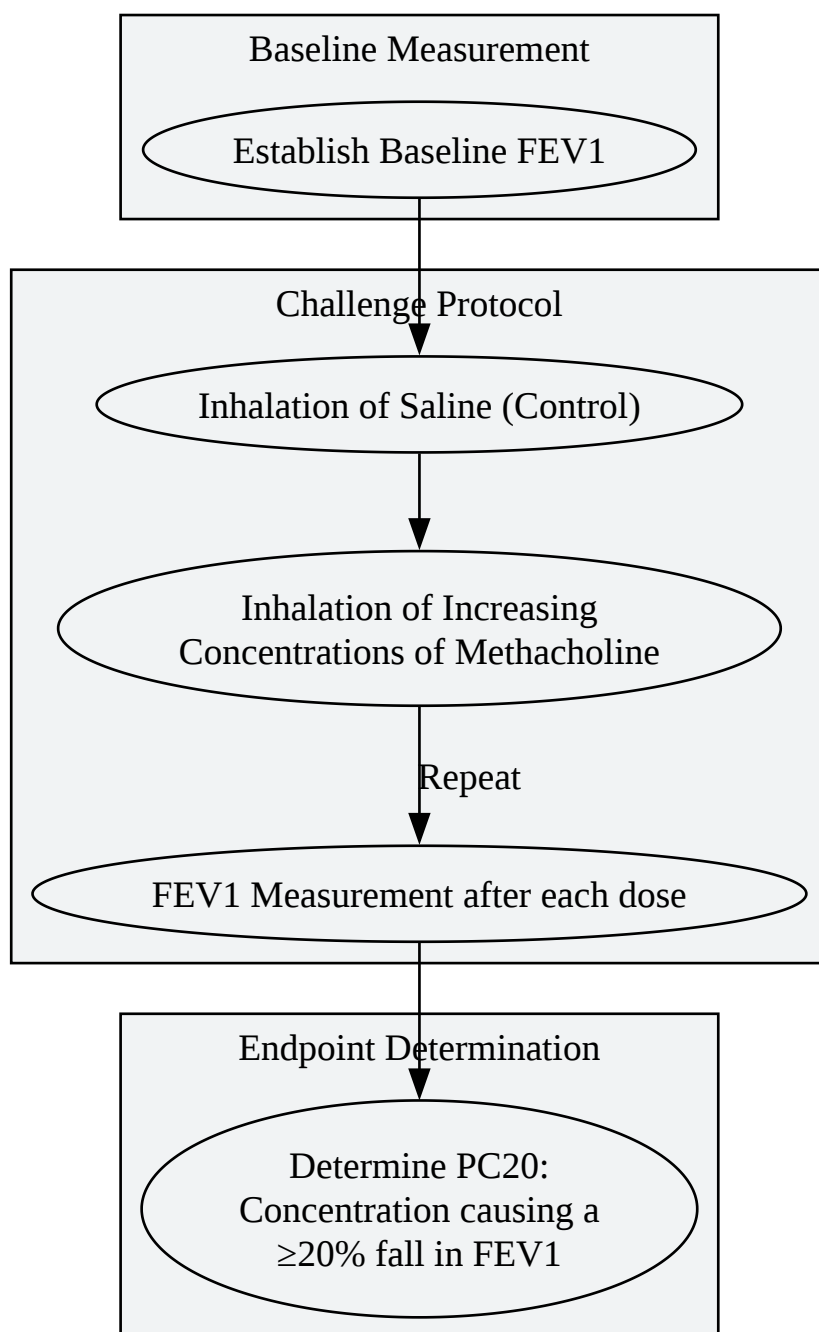 Baseline Measurement
Establish Baseline FEV1
Challenge Protocol
Inhalation of Saline (Control)
Inhalation of Increasing
Concentrations of Methacholine
Repeat
FEV1 Measurement after each dose
Endpoint Determination
Determine PC20:
Concentration causing a
≥20% fall in FEV1